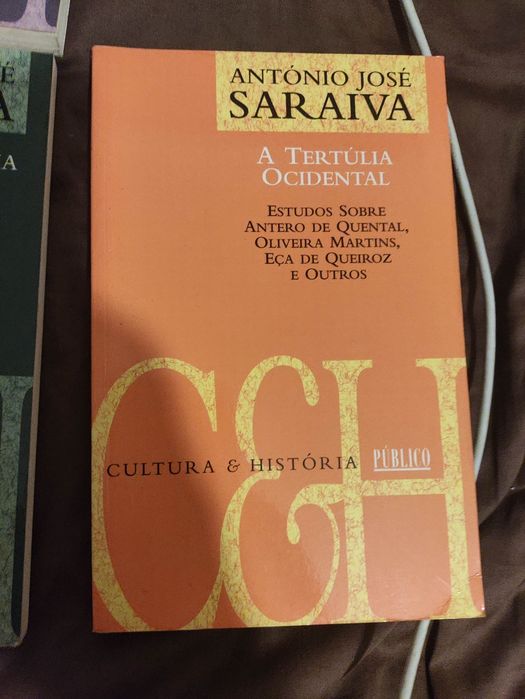 ANTÓNIO JOSÉ
SARAIVA
A TERTÚLIA
OCIDENTAL
ESTUDOS SOBRE
ANTERO DE QUENTAL,
OLIVEIRA MARTINS,
EÇA DE QUEIROZ
E OUTROS
C&H
CULTURA & HISTÓRIA
PÚBLICO